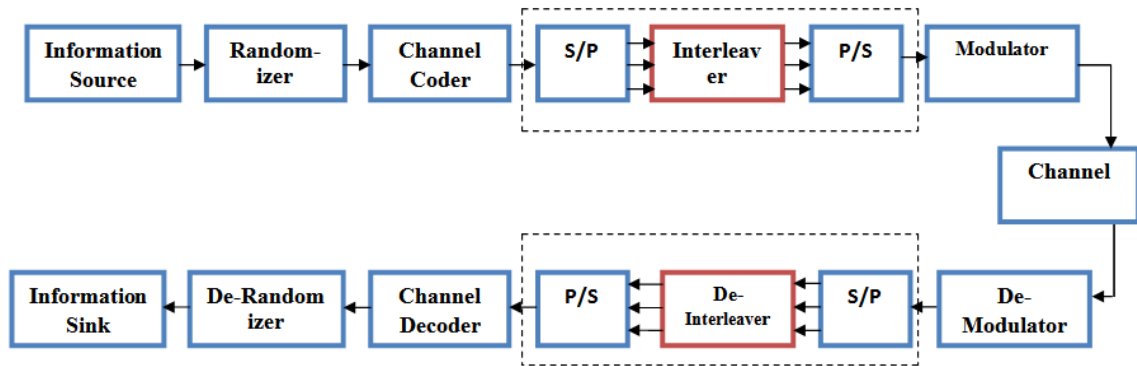 Information
Source
Random-
izer
Channel
Coder
S/P
Interleav
er
P/S
Modulator
Channel
Information
Sink
De-Random
izer
Channel
Decoder
P/S
De-
Interleaver
S/P
De-
Modulator